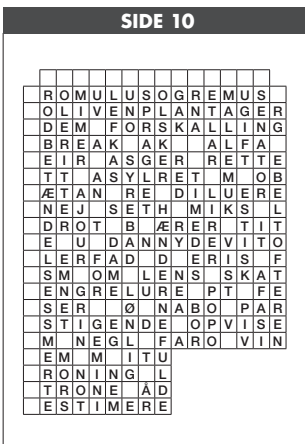 SIDE 10
ROMULUSOGREMUS
OLIVENPLANTAGER
DEM FORSKALLING
BREAK AK ALFA
EIR ASGER RETTE
TT ASYLRET M OB
ÆTAN RE DILUERE
NEJ SETH MIKS L
DROT B ÆRER TIT
E U DANNYDEVITO
LERFAD D ERIS F
SM OM LENS SKAT
ENGRELURE PT FE
SER Ø NABO PAR
STIGENDE OPVISE
M NEGL FARO VIN
EM M ITU
RONING L
TRONE ÅD
ESTIMERE